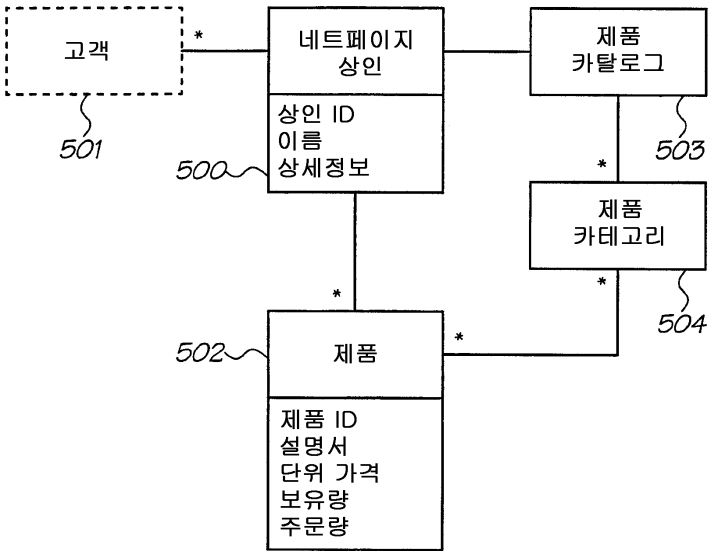 고객
*
501
네트페이지
상인
상인 ID
이름
상세정보
500
제품
카탈로그
503
*
제품
카테고리
504
*
*
502
제품
*
제품 ID
설명서
단위 가격
보유량
주문량